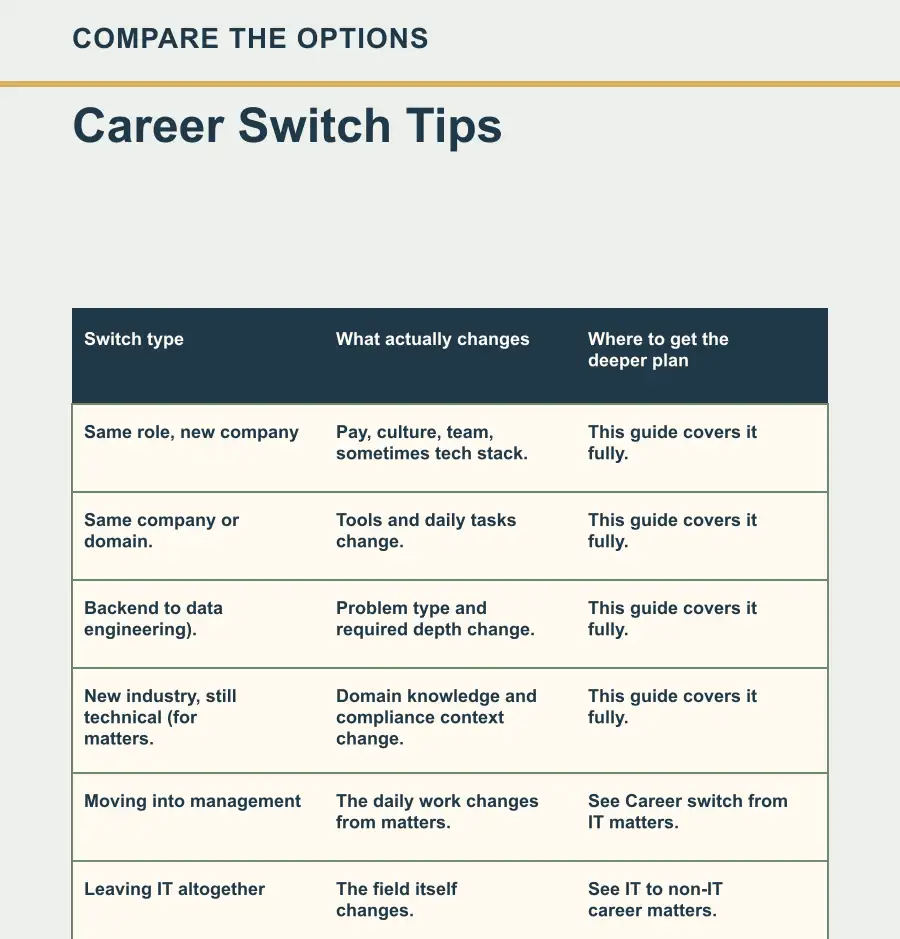 COMPARE THE OPTIONS
Career Switch Tips
Switch type
What actually changes
Where to get the
deeper plan
Same role, new company
Pay, culture, team,
sometimes tech stack.
This guide covers it
fully.
Same company or
domain.
Tools and daily tasks
change.
This guide covers it
fully.
Backend to data
engineering).
Problem type and
required depth change.
This guide covers it
fully.
New industry, still
technical (for
matters.
Domain knowledge and
compliance context
change.
This guide covers it
fully.
Moving into management
The daily work changes
from matters.
See Career switch from
IT matters.
Leaving IT altogether
The field itself
changes.
See IT to non-IT
career matters.